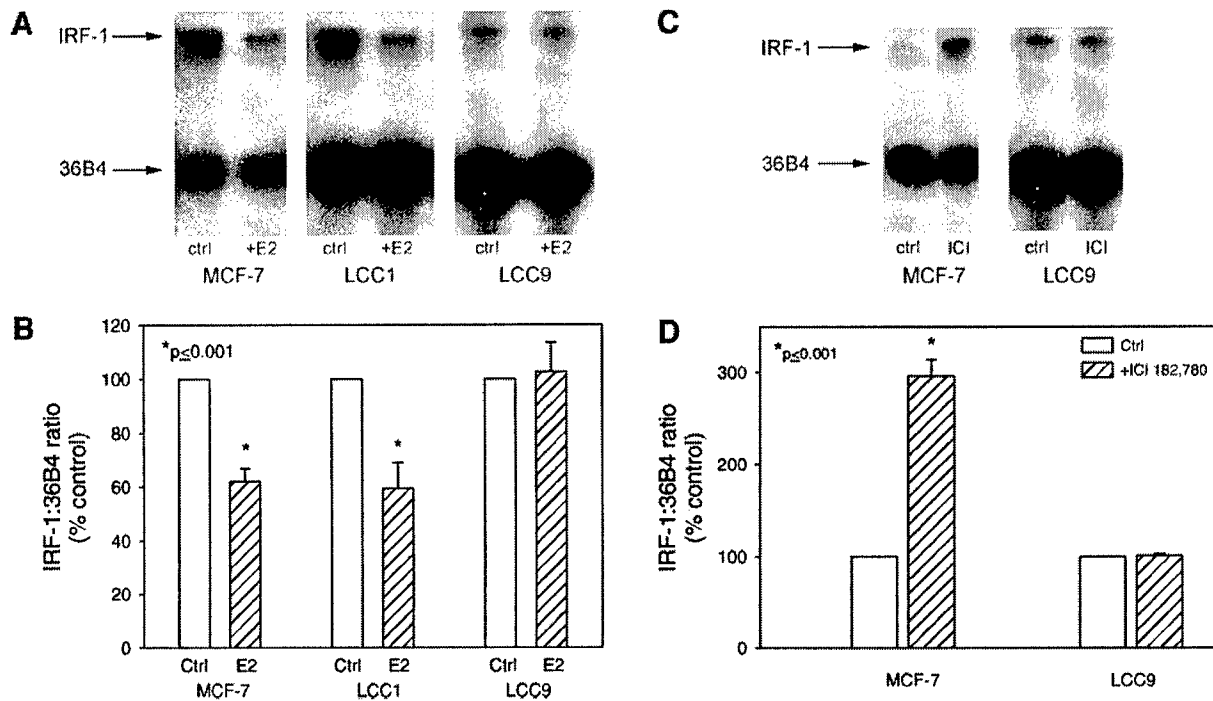 A
IRF-1
36B4
ctrl +E2 ctrl +E2 ctrl +E2
MCF-7 LCC1 LCC9
B
IRF-1:36B4 ratio
(% control)
120
100
80
60
40
20
0
*p≤0.001
* *
Ctrl E2 Ctrl E2 Ctrl E2
MCF-7 LCC1 LCC9
C
IRF-1
36B4
ctrl ICI ctrl ICI
MCF-7 LCC9
D
IRF-1:36B4 ratio
(% control)
300
200
100
0
*p≤0.001
*
Ctrl
+ICI 182,780
MCF-7 LCC9